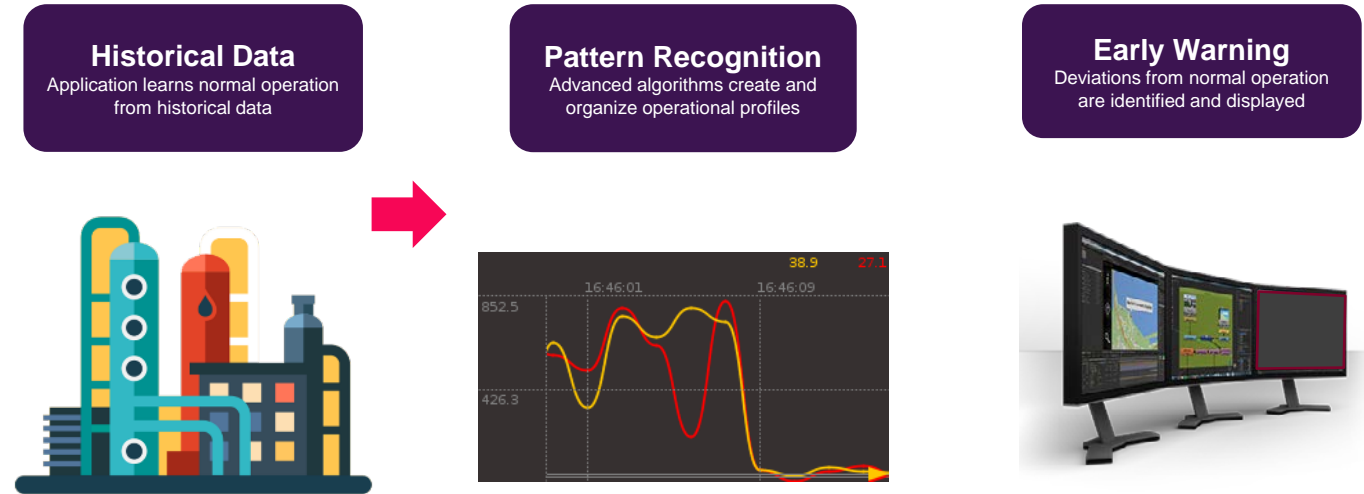 Historical Data
Application learns normal operation
from historical data
Pattern Recognition
Advanced algorithms create and
organize operational profiles
Early Warning
Deviations from normal operation
are identified and displayed
38.9 27.1
16:46:01 16:46:09
852.5
426.3